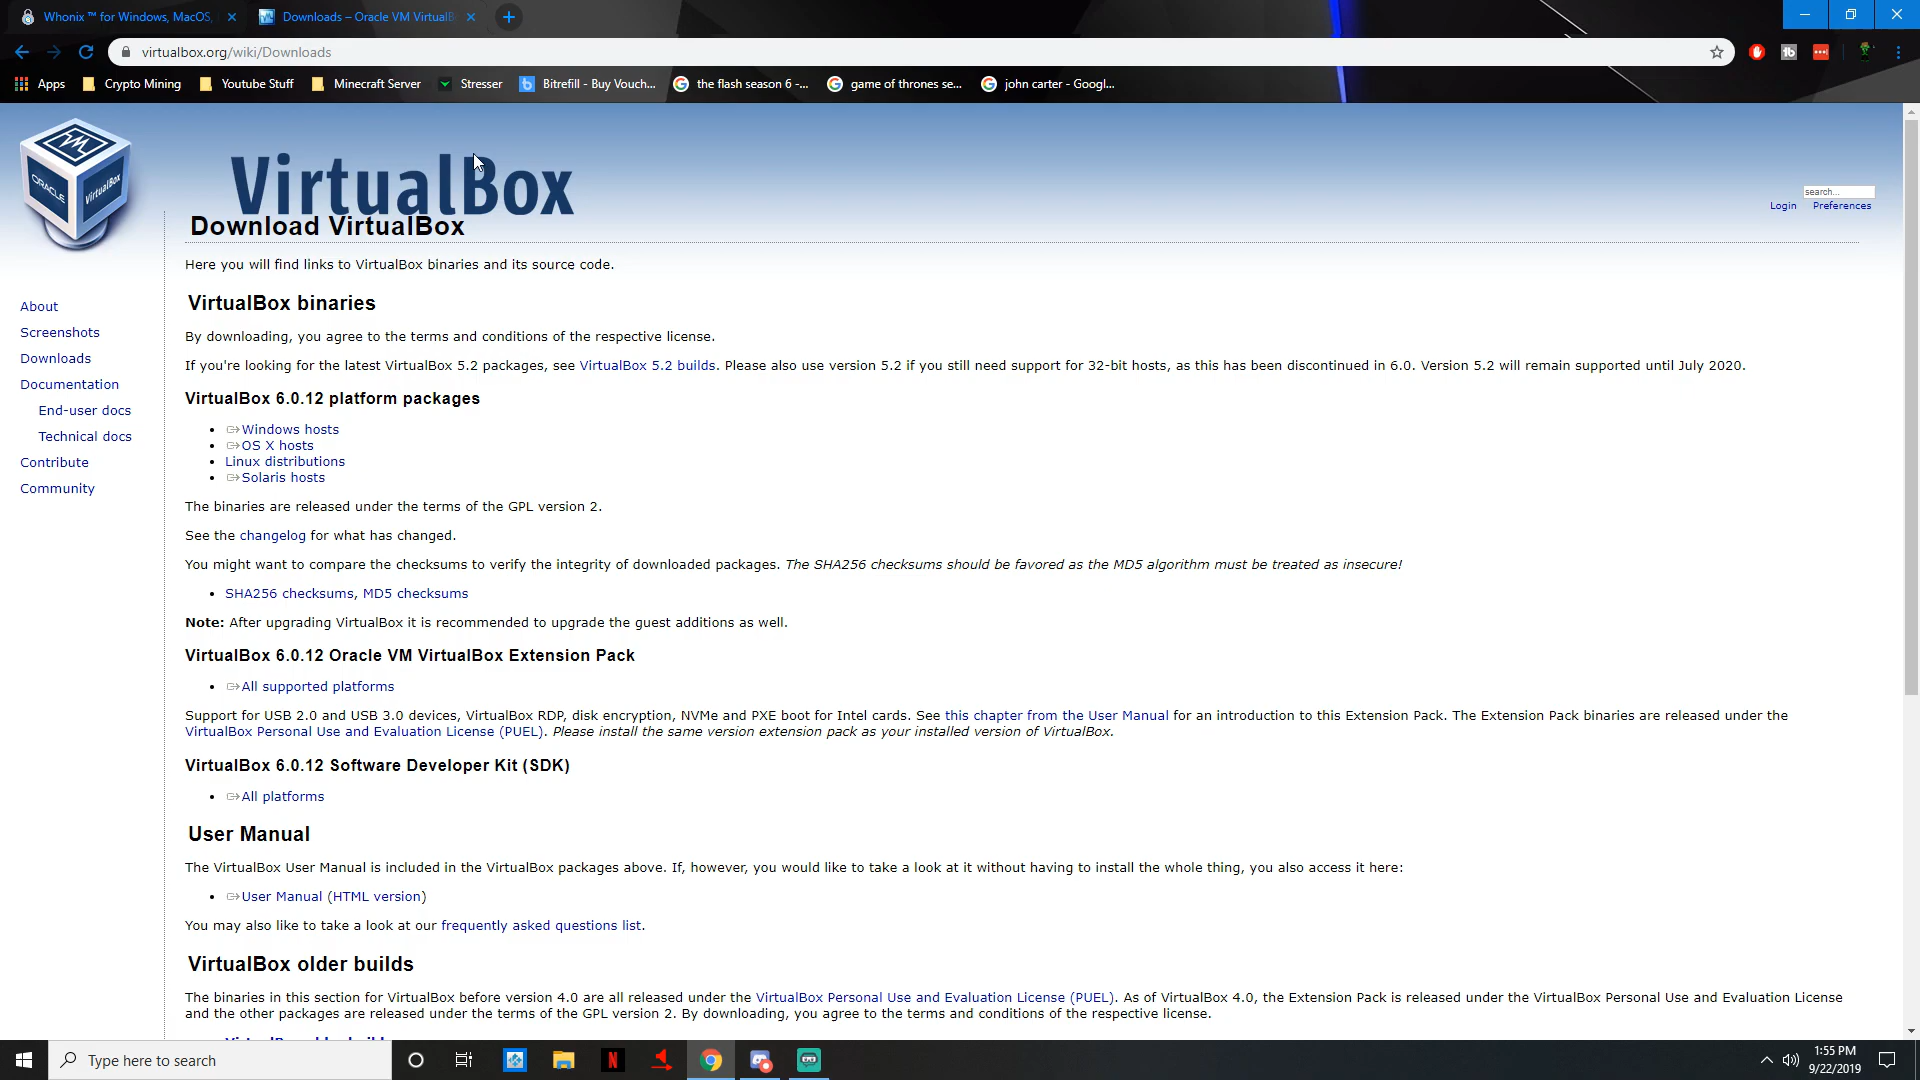 Whonix ™ for Windows, MacOS,
Downloads – Oracle VM VirtualB
virtualbox.org/wiki/Downloads
Apps
Crypto Mining
Youtube Stuff
Minecraft Server
Stresser
Bitrefill - Buy Vouch...
the flash season 6 -...
game of thrones se...
john carter - Googl...
ORACLE
VirtualBox
VirtualBox
search...
Login
Preferences
Download VirtualBox
Here you will find links to VirtualBox binaries and its source code.
About
Screenshots
Downloads
Documentation
End-user docs
Technical docs
Contribute
Community
VirtualBox binaries
By downloading, you agree to the terms and conditions of the respective license.
If you're looking for the latest VirtualBox 5.2 packages, see VirtualBox 5.2 builds. Please also use version 5.2 if you still need support for 32-bit hosts, as this has been discontinued in 6.0. Version 5.2 will remain supported until July 2020.
VirtualBox 6.0.12 platform packages
Windows hosts
OS X hosts
Linux distributions
Solaris hosts
The binaries are released under the terms of the GPL version 2.
See the changelog for what has changed.
You might want to compare the checksums to verify the integrity of downloaded packages. The SHA256 checksums should be favored as the MD5 algorithm must be treated as insecure!
SHA256 checksums, MD5 checksums
Note: After upgrading VirtualBox it is recommended to upgrade the guest additions as well.
VirtualBox 6.0.12 Oracle VM VirtualBox Extension Pack
All supported platforms
Support for USB 2.0 and USB 3.0 devices, VirtualBox RDP, disk encryption, NVMe and PXE boot for Intel cards. See this chapter from the User Manual for an introduction to this Extension Pack. The Extension Pack binaries are released under the
VirtualBox Personal Use and Evaluation License (PUEL). Please install the same version extension pack as your installed version of VirtualBox.
VirtualBox 6.0.12 Software Developer Kit (SDK)
All platforms
User Manual
The VirtualBox User Manual is included in the VirtualBox packages above. If, however, you would like to take a look at it without having to install the whole thing, you also access it here:
User Manual (HTML version)
You may also like to take a look at our frequently asked questions list.
VirtualBox older builds
The binaries in this section for VirtualBox before version 4.0 are all released under the VirtualBox Personal Use and Evaluation License (PUEL). As of VirtualBox 4.0, the Extension Pack is released under the VirtualBox Personal Use and Evaluation License
and the other packages are released under the terms of the GPL version 2. By downloading, you agree to the terms and conditions of the respective license.
Type here to search
1:55 PM
9/22/2019